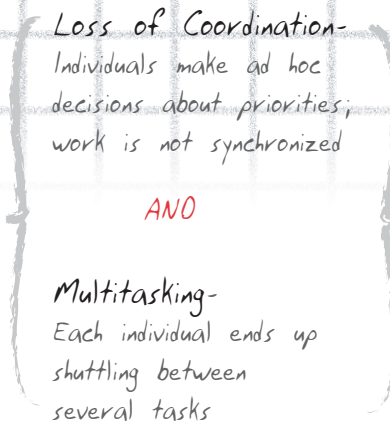 Loss of Coordination-
Individuals make ad hoc
decisions about priorities;
work is not synchronized
AND
Multitasking-
Each individual ends up
shuttling between
several tasks